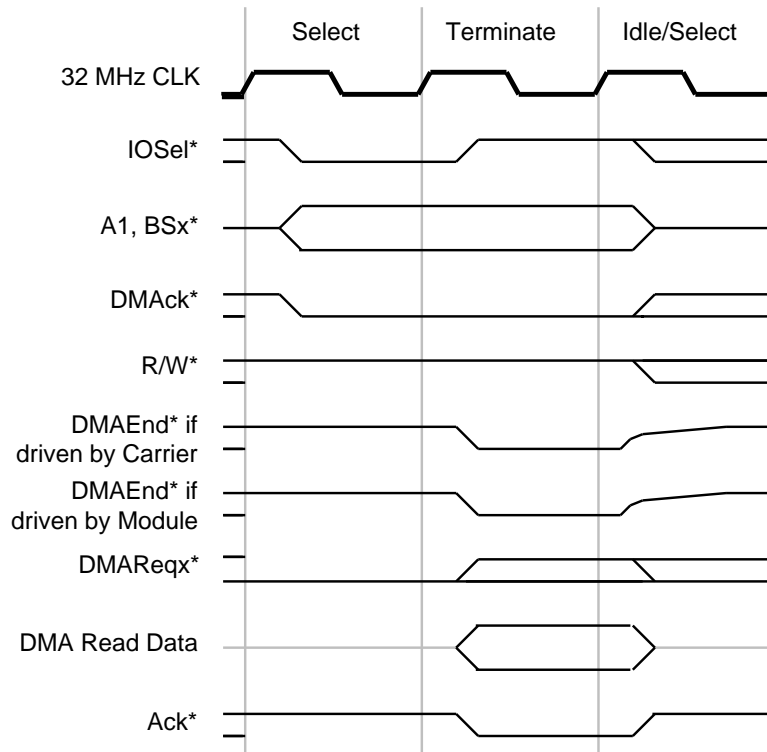 Select Terminate Idle/Select
32 MHz CLK
IOSel*
A1, BSx*
DMAck*
R/W*
DMAEnd* if
driven by Carrier
DMAEnd* if
driven by Module
DMAReqx*
DMA Read Data
Ack*